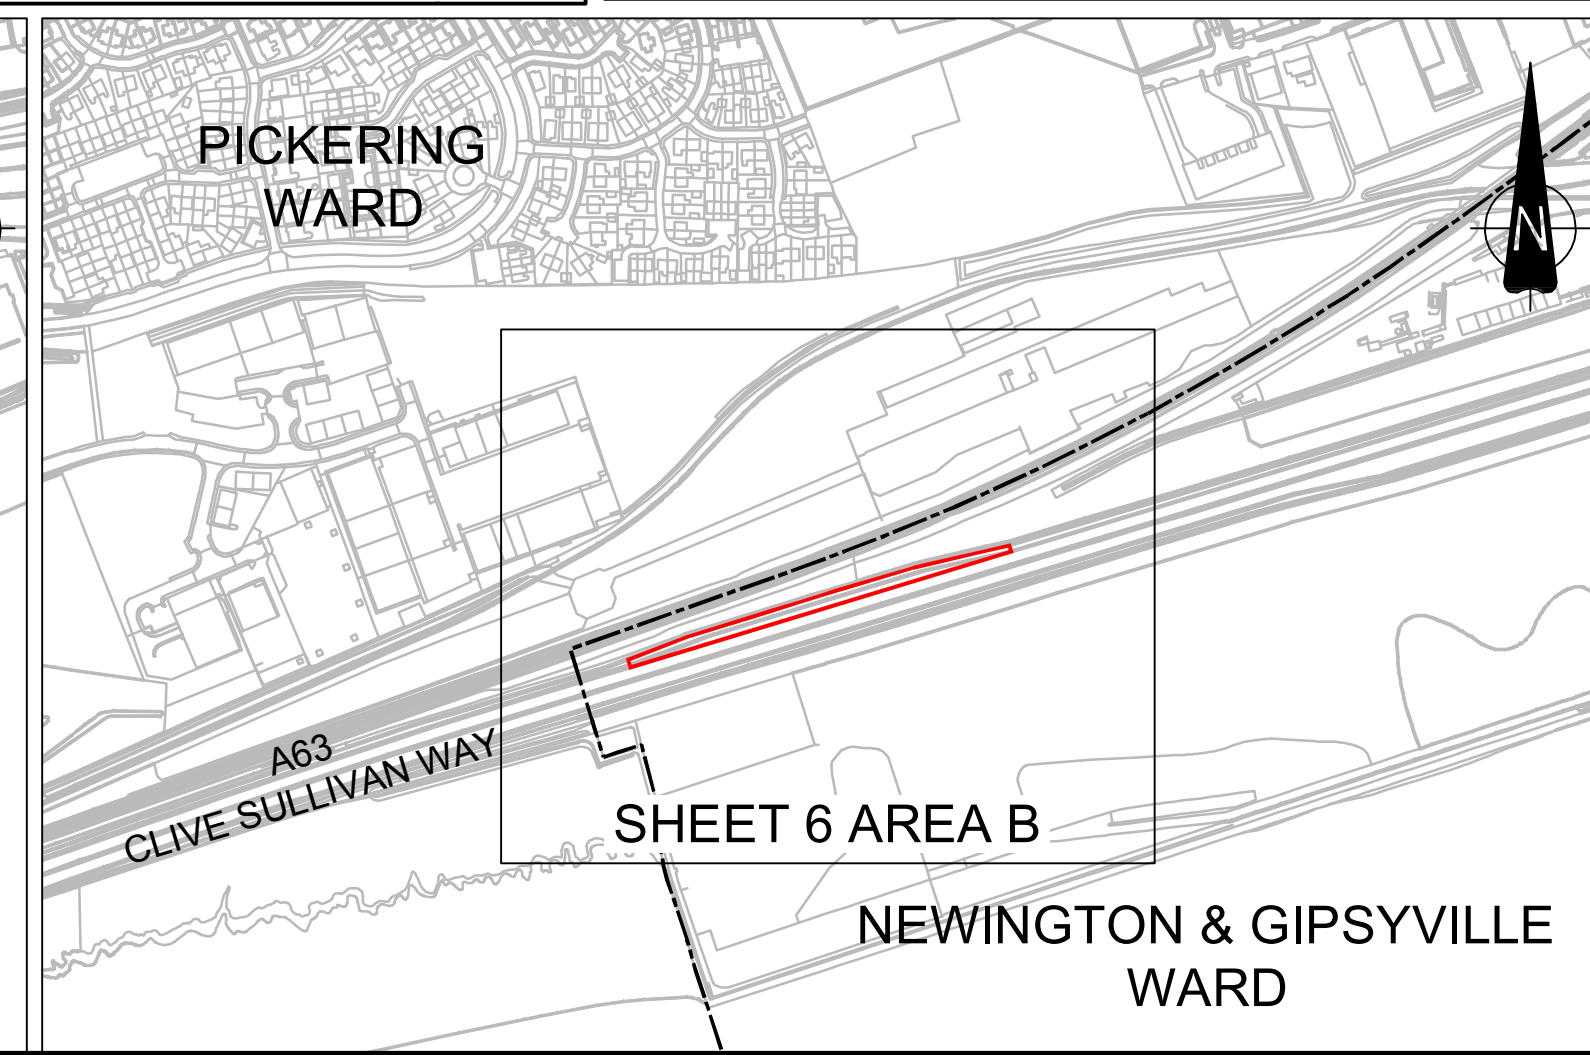 PICKERING
WARD
N
A63
CLIVE SULLIVAN WAY
SHEET 6 AREA B
NEWINGTON & GIPSYVILLE
WARD